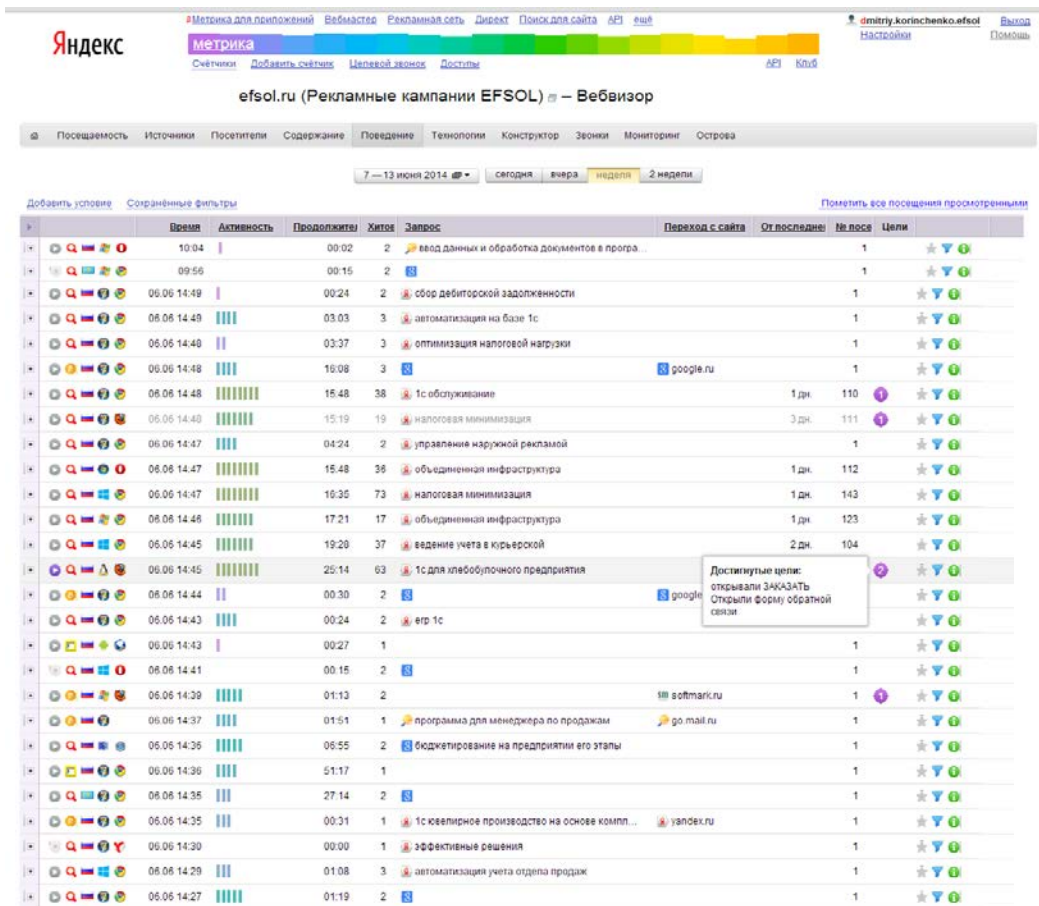 Метрика для приложений Вебмастер Рекламная сеть Директ Поиск для сайта API ещё
dmitriy.korinchenko.efsol Выход
Яндекс
метрика
Настройки Помощь
Счётчики Добавить счётчик Целевой звонок Доступы API Клуб
efsol.ru (Рекламные кампании EFSOL) – Вебвизор
Посещаемость Источники Посетители Содержание Поведение Технологии Конструктор Звонки Мониторинг Острова
7 — 13 июня 2014 сегодня вчера неделя 2 недели
Добавить условие Сохранённые фильтры Пометить все посещения просмотренными
Время Активность Продолжител Хитов Запрос Переход с сайта От последней № посе Цели
10:04 00:02 2 ввод данных и обработка документов в програ... 1
09:56 00:15 2 1
06.06 14:49 00:24 2 сбор дебиторской задолженности 1
06.06 14:49 03:03 3 автоматизация на базе 1с 1
06.06 14:48 03:37 3 оптимизация налоговой нагрузки 1
06.06 14:48 16:08 3 google.ru 1
06.06 14:48 15:48 38 1с обслуживание 1 дн. 110 1
06.06 14:48 15:19 19 налоговая минимизация 3 дн. 111 1
06.06 14:47 04:24 2 управление наружной рекламой 1
06.06 14:47 15:48 36 объединенная инфраструктура 1 дн. 112
06.06 14:47 16:35 73 налоговая минимизация 1 дн. 143
06.06 14:46 17:21 17 объединенная инфраструктура 1 дн. 123
06.06 14:45 19:28 37 ведение учета в курьерской 2 дн. 104
06.06 14:45 25:14 63 1с для хлебобулочного предприятия 2
Достигнутые цели:
открывали ЗАКАЗАТЬ
Открыли форму обратной
связи
06.06 14:44 00:30 2 google
06.06 14:43 00:24 2 erp 1c
06.06 14:43 00:27 1 1
06.06 14:41 00:15 2 1
06.06 14:39 01:13 2 softmark.ru 1 1
06.06 14:37 01:51 1 программа для менеджера по продажам go.mail.ru 1
06.06 14:36 06:55 2 бюджетирование на предприятии его этапы 1
06.06 14:36 51:17 1 1
06.06 14:35 27:14 2 1
06.06 14:35 00:31 1 1с ювелирное производство на основе компл... yandex.ru 1
06.06 14:30 00:00 1 эффективные решения 1
06.06 14:29 01:08 3 автоматизация учета отдела продаж 1
06.06 14:27 01:19 2 1